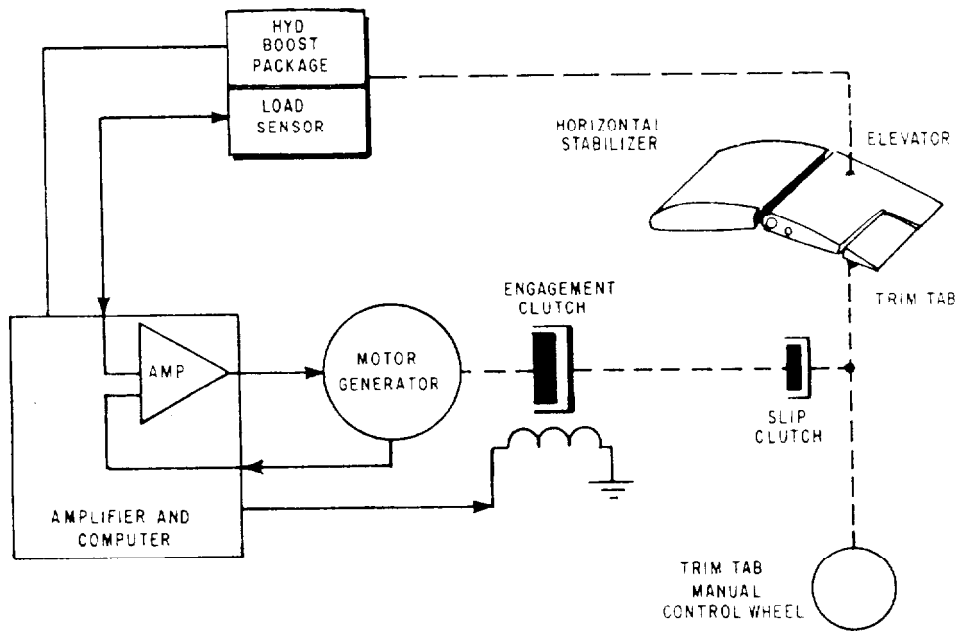 HYD
BOOST
PACKAGE
LOAD
SENSOR
HORIZONTAL
STABILIZER
ELEVATOR
TRIM TAB
ENGAGEMENT
CLUTCH
AMP
MOTOR
GENERATOR
SLIP
CLUTCH
AMPLIFIER AND
COMPUTER
TRIM TAB
MANUAL
CONTROL WHEEL